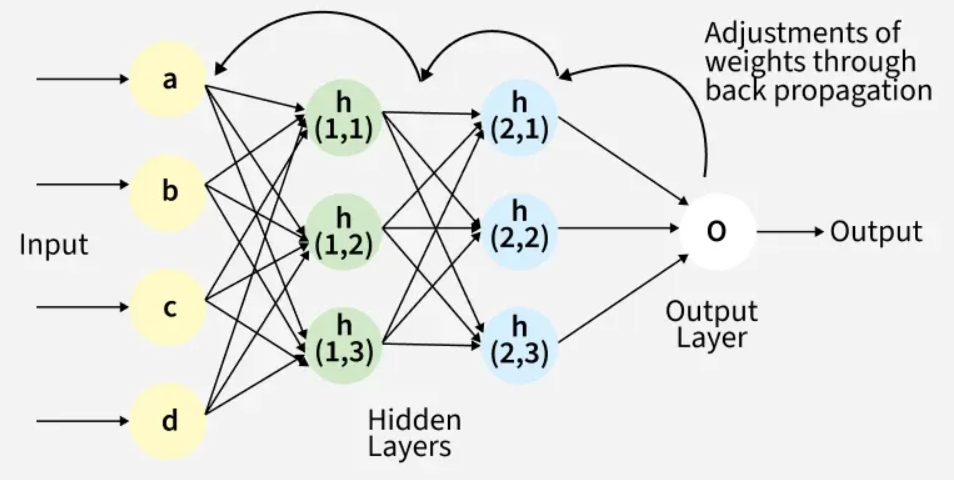 Adjustments of
weights through
back propagation
a
h
(1,1)
h
(2,1)
b
Input
h
(1,2)
h
(2,2)
O
Output
c
Output
Layer
h
(1,3)
h
(2,3)
d
Hidden
Layers